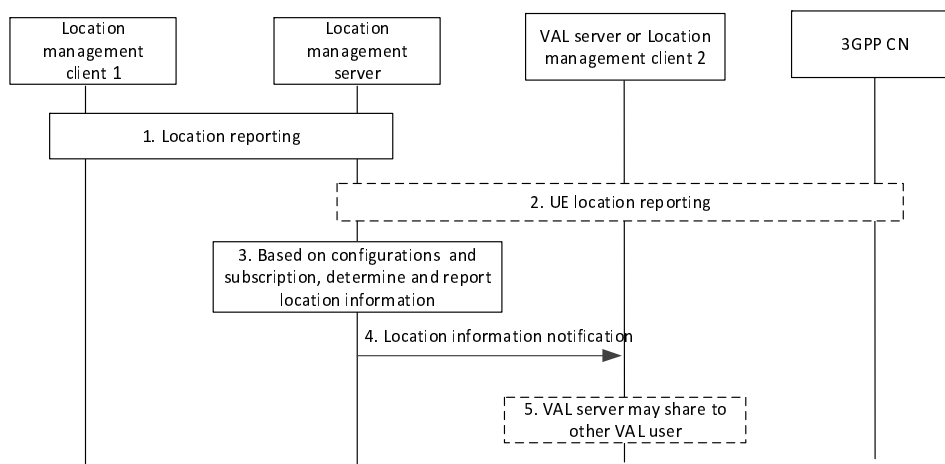 Location
management
client 1
Location
management
server
VAL server or Location
management client 2
3GPP CN
1. Location reporting
2. UE location reporting
3. Based on configurations and
subscription, determine and report
location information
4. Location information notification
5. VAL server may share to
other VAL user